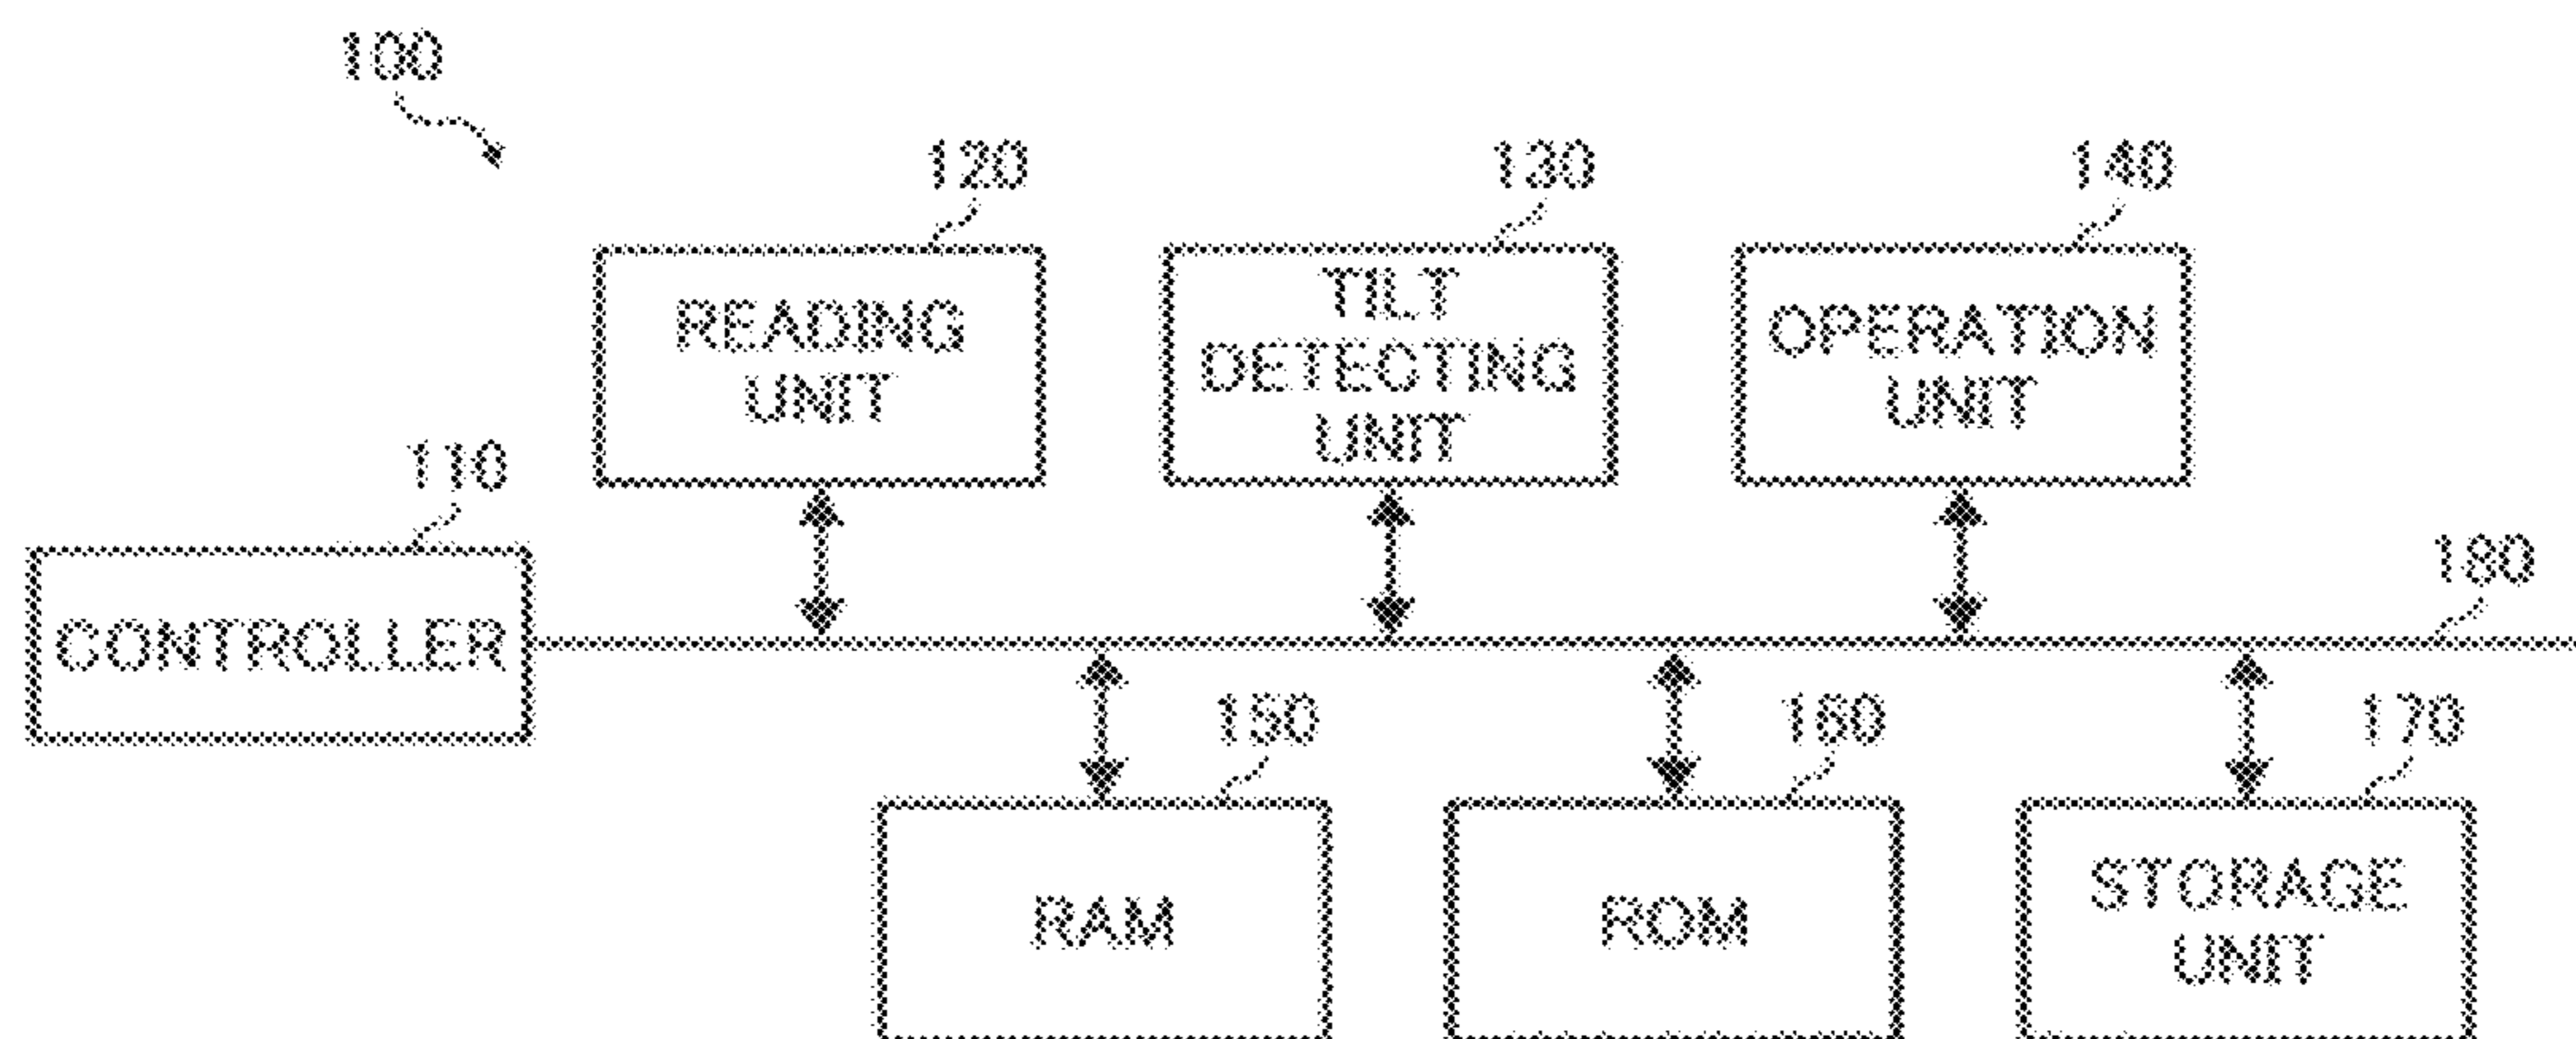 100
120
130
140
READING
UNIT
TILT
DETECTING
UNIT
OPERATION
UNIT
110
CONTROLLER
180
150
160
170
RAM
ROM
STORAGE
UNIT